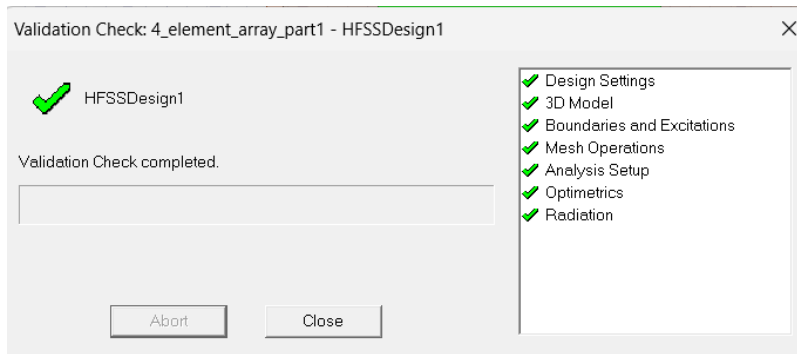 Validation Check: 4_element_array_part1 - HFSSDesign1
HFSSDesign1
Validation Check completed.
Abort
Close
Design Settings
3D Model
Boundaries and Excitations
Mesh Operations
Analysis Setup
Optimetrics
Radiation